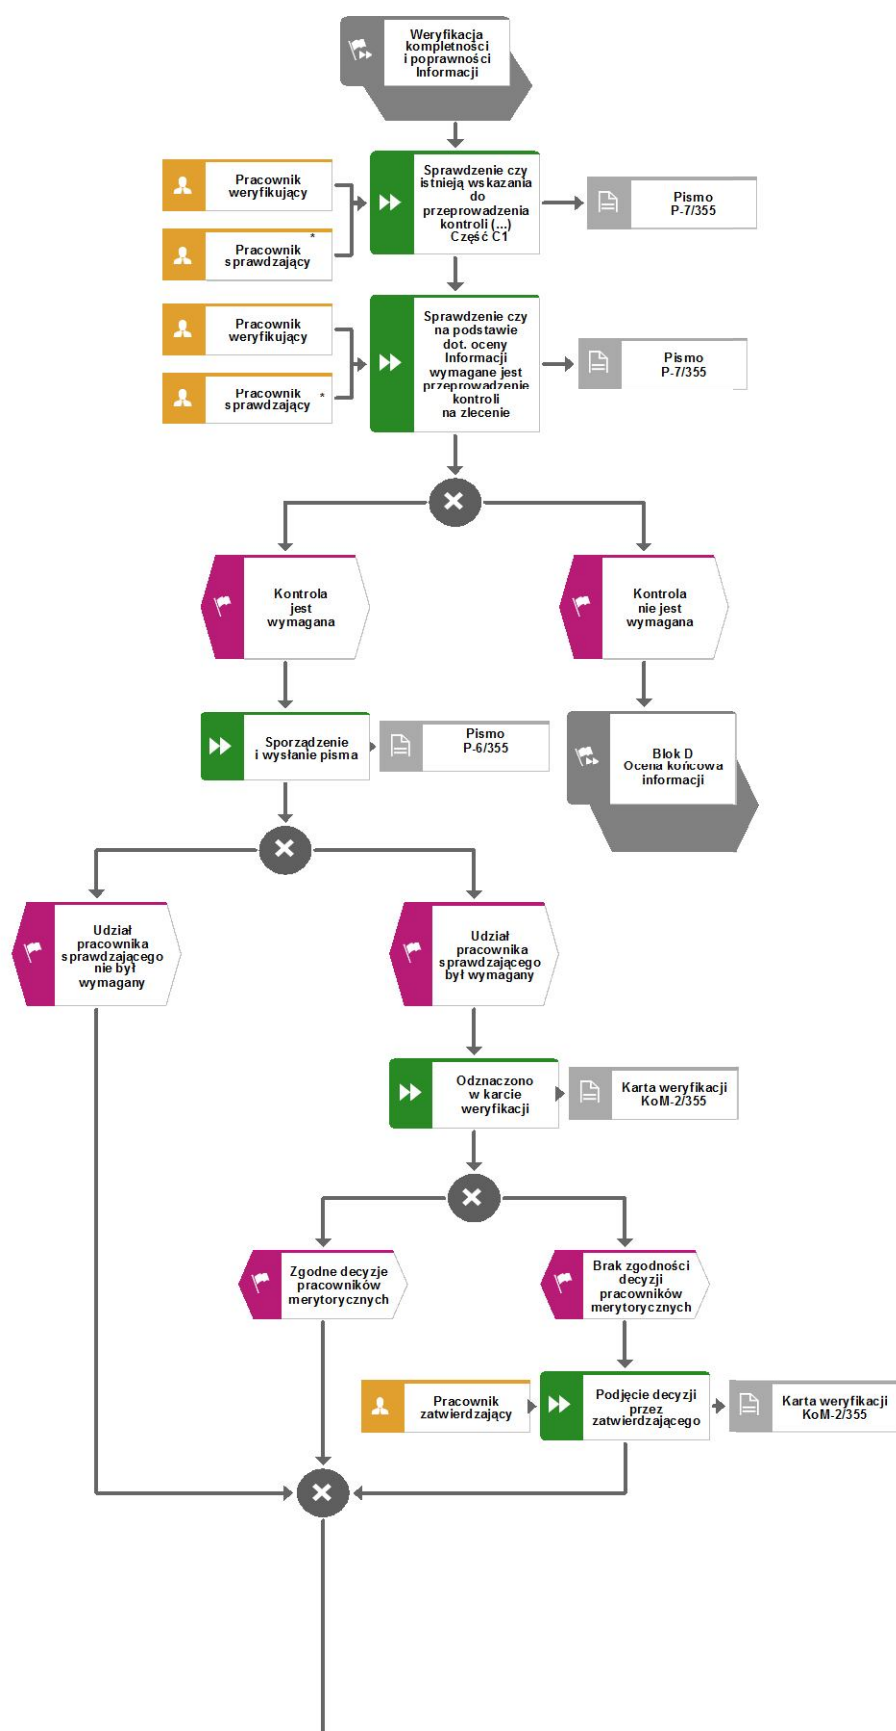 Weryfikacja
kompletności
i poprawności
Informacji
Pracownik
weryfikujący
*
Pracownik
sprawdzający
Sprawdzenie czy
istnieją wskazania
do
przeprowadzenia
kontroli (...)
Część C1
Pismo
P-7/355
Pracownik
weryfikujący
Pracownik
sprawdzający *
Sprawdzenie czy
na podstawie
dot. oceny
Informacji
wymagane jest
przeprowadzenie
kontroli
na zlecenie
Pismo
P-7/355
Kontrola
jest
wymagana
Kontrola
nie jest
wymagana
Sporządzenie
i wysłanie pisma
Pismo
P-6/355
Blok D
Ocena końcowa
informacji
Udział
pracownika
sprawdzającego
nie był
wymagany
Udział
pracownika
sprawdzającego
był wymagany
Odznaczono
w karcie
weryfikacji
Karta weryfikacji
KoM-2/355
Zgodne decyzje
pracowników
merytorycznych
Brak zgodności
decyzji
pracowników
merytorycznych
Pracownik
zatwierdzający
Podjęcie decyzji
przez
zatwierdzającego
Karta weryfikacji
KoM-2/355